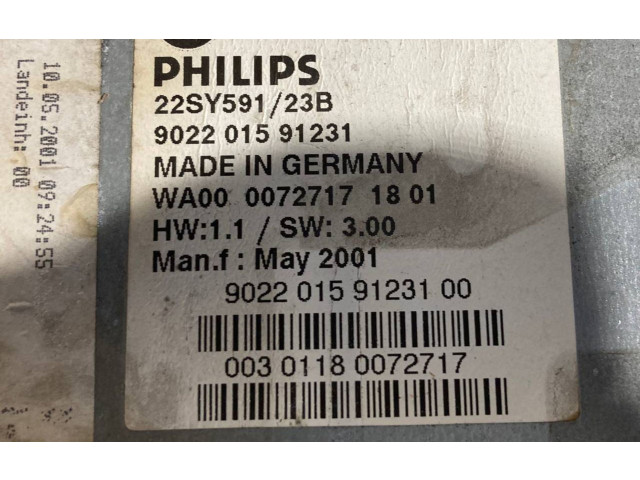 PHILIPS
22SY591/23B
9022 015 91231
MADE IN GERMANY
WA00 0072717 18 01
HW:1.1 / SW: 3.00
Man.f : May 2001
9022 015 91231 00
003 0118 0072717
10.05.2001 09:24:55
Landeinh: 00